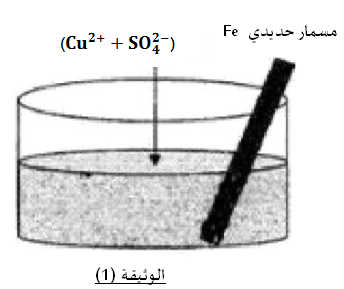 مسمار حديدي Fe
(Cu²⁺ + SO₄²⁻)
الوثيقة (1)